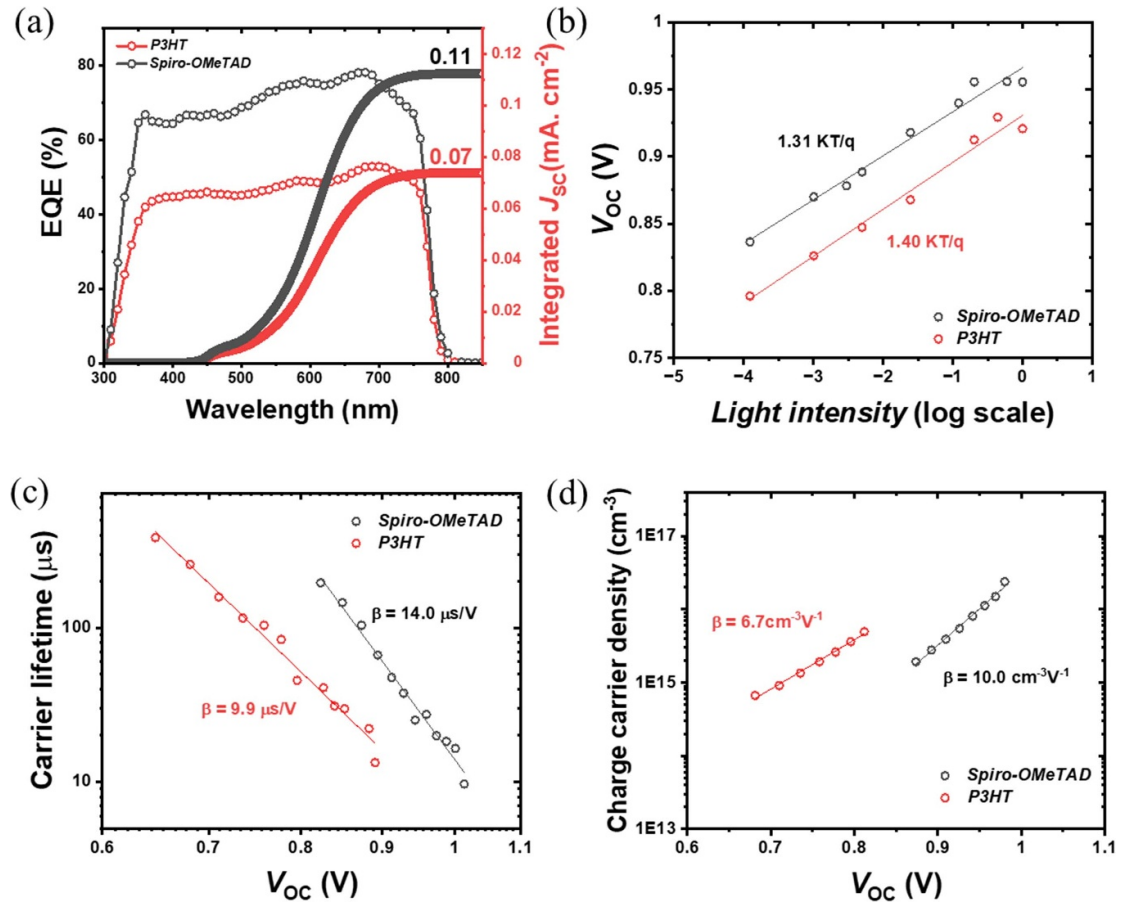 (a)
P3HT
Spiro-OMeTAD
0.11
0.07
80
60
40
20
0
0.12
0.1
0.08
0.06
0.04
0.02
0
300 400 500 600 700 800
EQE (%)
Integrated JSC(mA. cm-2)
Wavelength (nm)
(b)
1
0.95
0.9
0.85
0.8
0.75
1.31 KT/q
1.40 KT/q
Spiro-OMeTAD
P3HT
−5 −4 −3 −2 −1 0 1
VOC (V)
Light intensity (log scale)
(c)
Spiro-OMeTAD
P3HT
100
10
β = 14.0 μs/V
β = 9.9 μs/V
0.6 0.7 0.8 0.9 1 1.1
Carrier lifetime (μs)
VOC (V)
(d)
1E17
1E15
1E13
β = 6.7cm-3V-1
β = 10.0 cm-3V-1
Spiro-OMeTAD
P3HT
0.6 0.7 0.8 0.9 1 1.1
Charge carrier density (cm-3)
VOC (V)